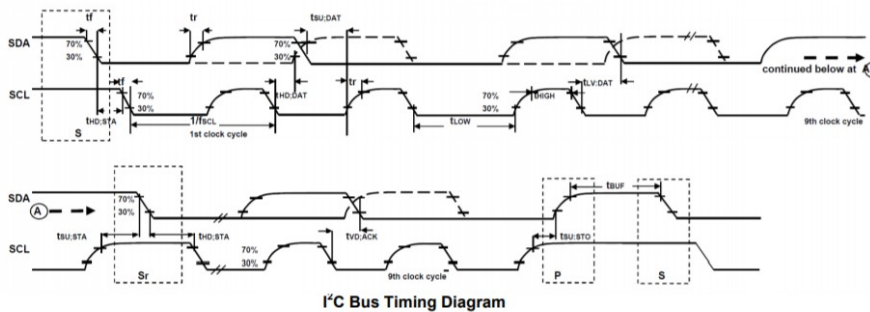 tf tr tSU;DAT
SDA 70% 30% 70% 30%
continued below at A
tf tHD;DAT tr tLV;DAT
SCL 70% 30% 70% 30% tHIGH
tHD;STA 1/fSCL tLOW
S 1st clock cycle 9th clock cycle
SDA 70% 30% tBUF
A
tSU;STA tHD;STA tVD;ACK tSU;STO
SCL 70% 30%
Sr 9th clock cycle P S
I²C Bus Timing Diagram